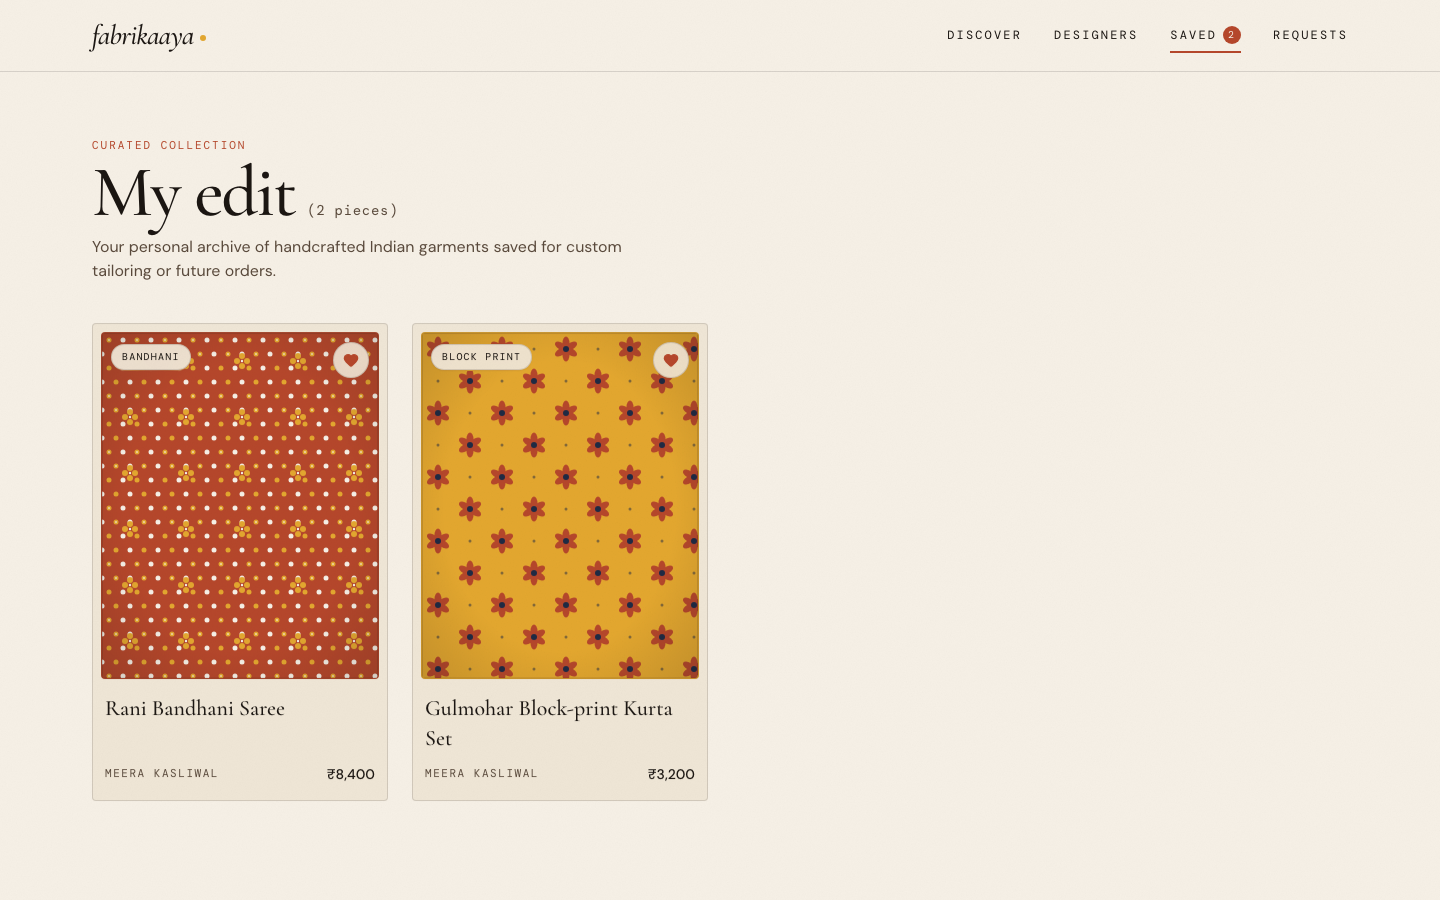 fabrikaaya
DISCOVER
DESIGNERS
SAVED 2
REQUESTS
CURATED COLLECTION
My edit (2 pieces)
Your personal archive of handcrafted Indian garments saved for custom
tailoring or future orders.
BANDHANI
Rani Bandhani Saree
MEERA KASLIWAL ₹8,400
BLOCK PRINT
Gulmohar Block-print Kurta
Set
MEERA KASLIWAL ₹3,200